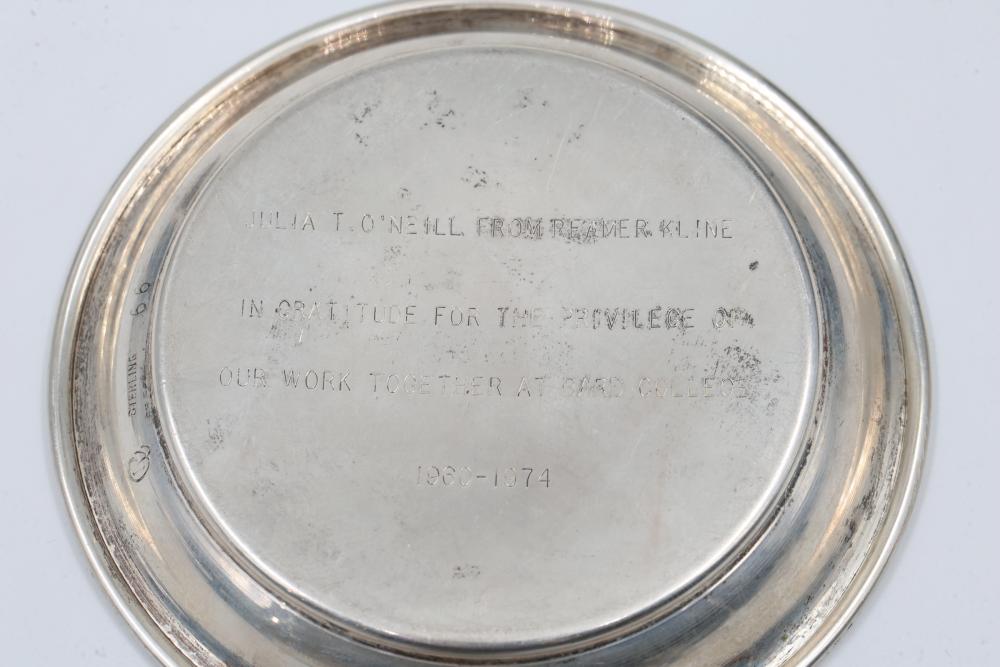 JULIA T. O'NEILL FROM REAMER KLINE
IN GRATITUDE FOR THE PRIVILEGE OF
OUR WORK TOGETHER AT BARD COLLEGE
1960-1974
STERLING
66